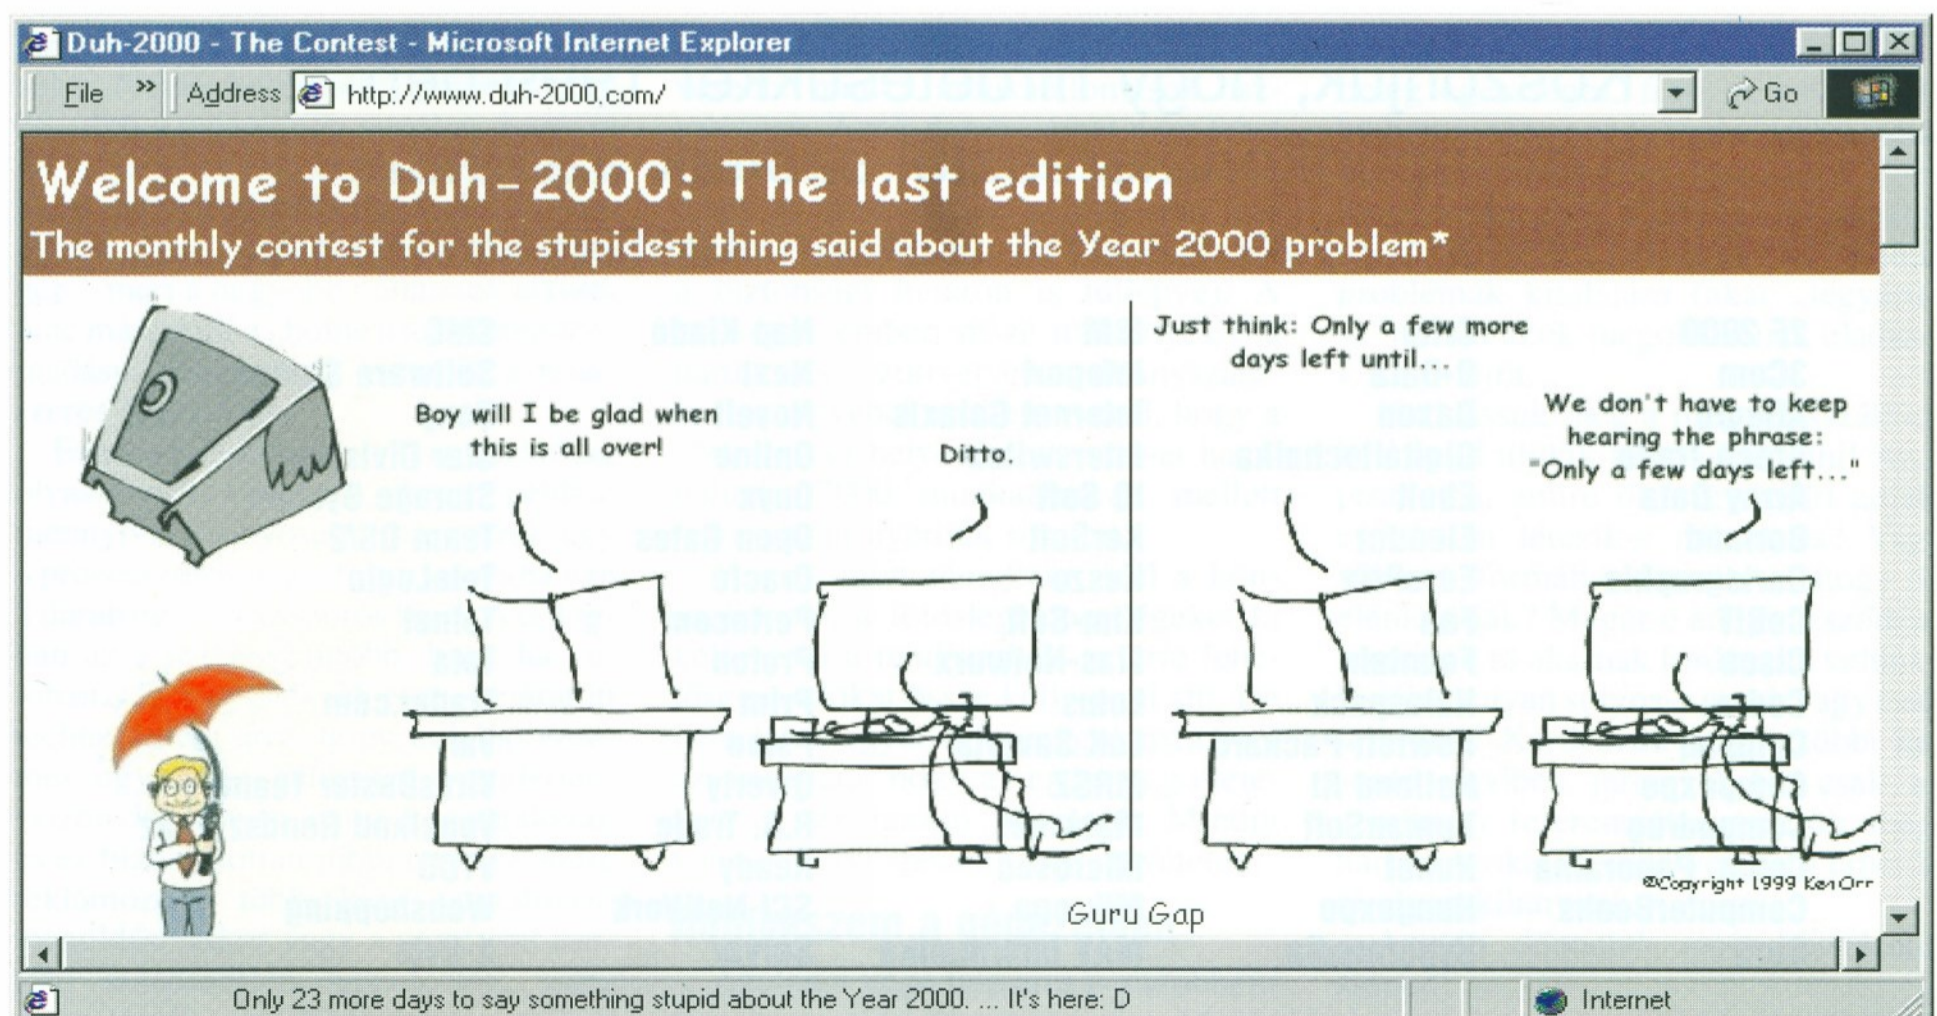 Duh-2000 - The Contest - Microsoft Internet Explorer
File » Address http://www.duh-2000.com/ Go
Welcome to Duh-2000: The last edition
The monthly contest for the stupidest thing said about the Year 2000 problem*
Boy will I be glad when
this is all over!
Ditto.
Just think: Only a few more
days left until...
We don't have to keep
hearing the phrase:
"Only a few days left..."
©Copyright 1999 Ken Orr
Guru Gap
Only 23 more days to say something stupid about the Year 2000. ... It's here: D
Internet